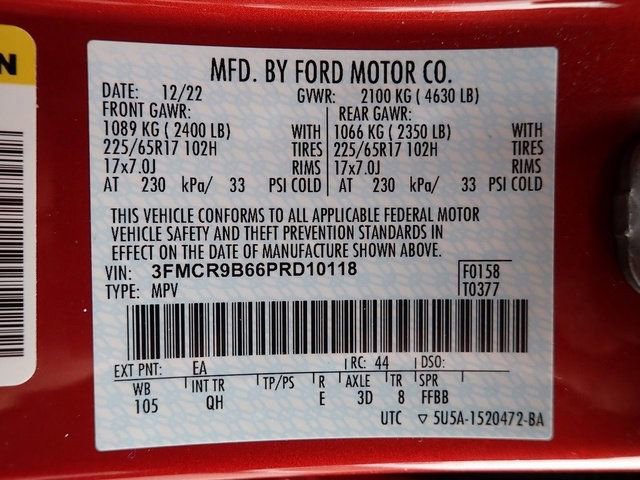 N
MFD. BY FORD MOTOR CO.
DATE: 12/22 GVWR: 2100 KG ( 4630 LB)
FRONT GAWR: REAR GAWR:
1089 KG ( 2400 LB) WITH 1066 KG ( 2350 LB) WITH
225/65R17 102H TIRES 225/65R17 102H TIRES
17x7.0J RIMS 17x7.0J RIMS
AT 230 kPa/ 33 PSI COLD AT 230 kPa/ 33 PSI COLD
THIS VEHICLE CONFORMS TO ALL APPLICABLE FEDERAL MOTOR
VEHICLE SAFETY AND THEFT PREVENTION STANDARDS IN
EFFECT ON THE DATE OF MANUFACTURE SHOWN ABOVE.
VIN: 3FMCR9B66PRD10118 F0158
TYPE: MPV T0377
EXT PNT: EA RC: 44 DSO:
WB INT TR TP/PS R AXLE TR SPR
105 QH E 3D 8 FFBB
UTC ▽ 5U5A-1520472-BA